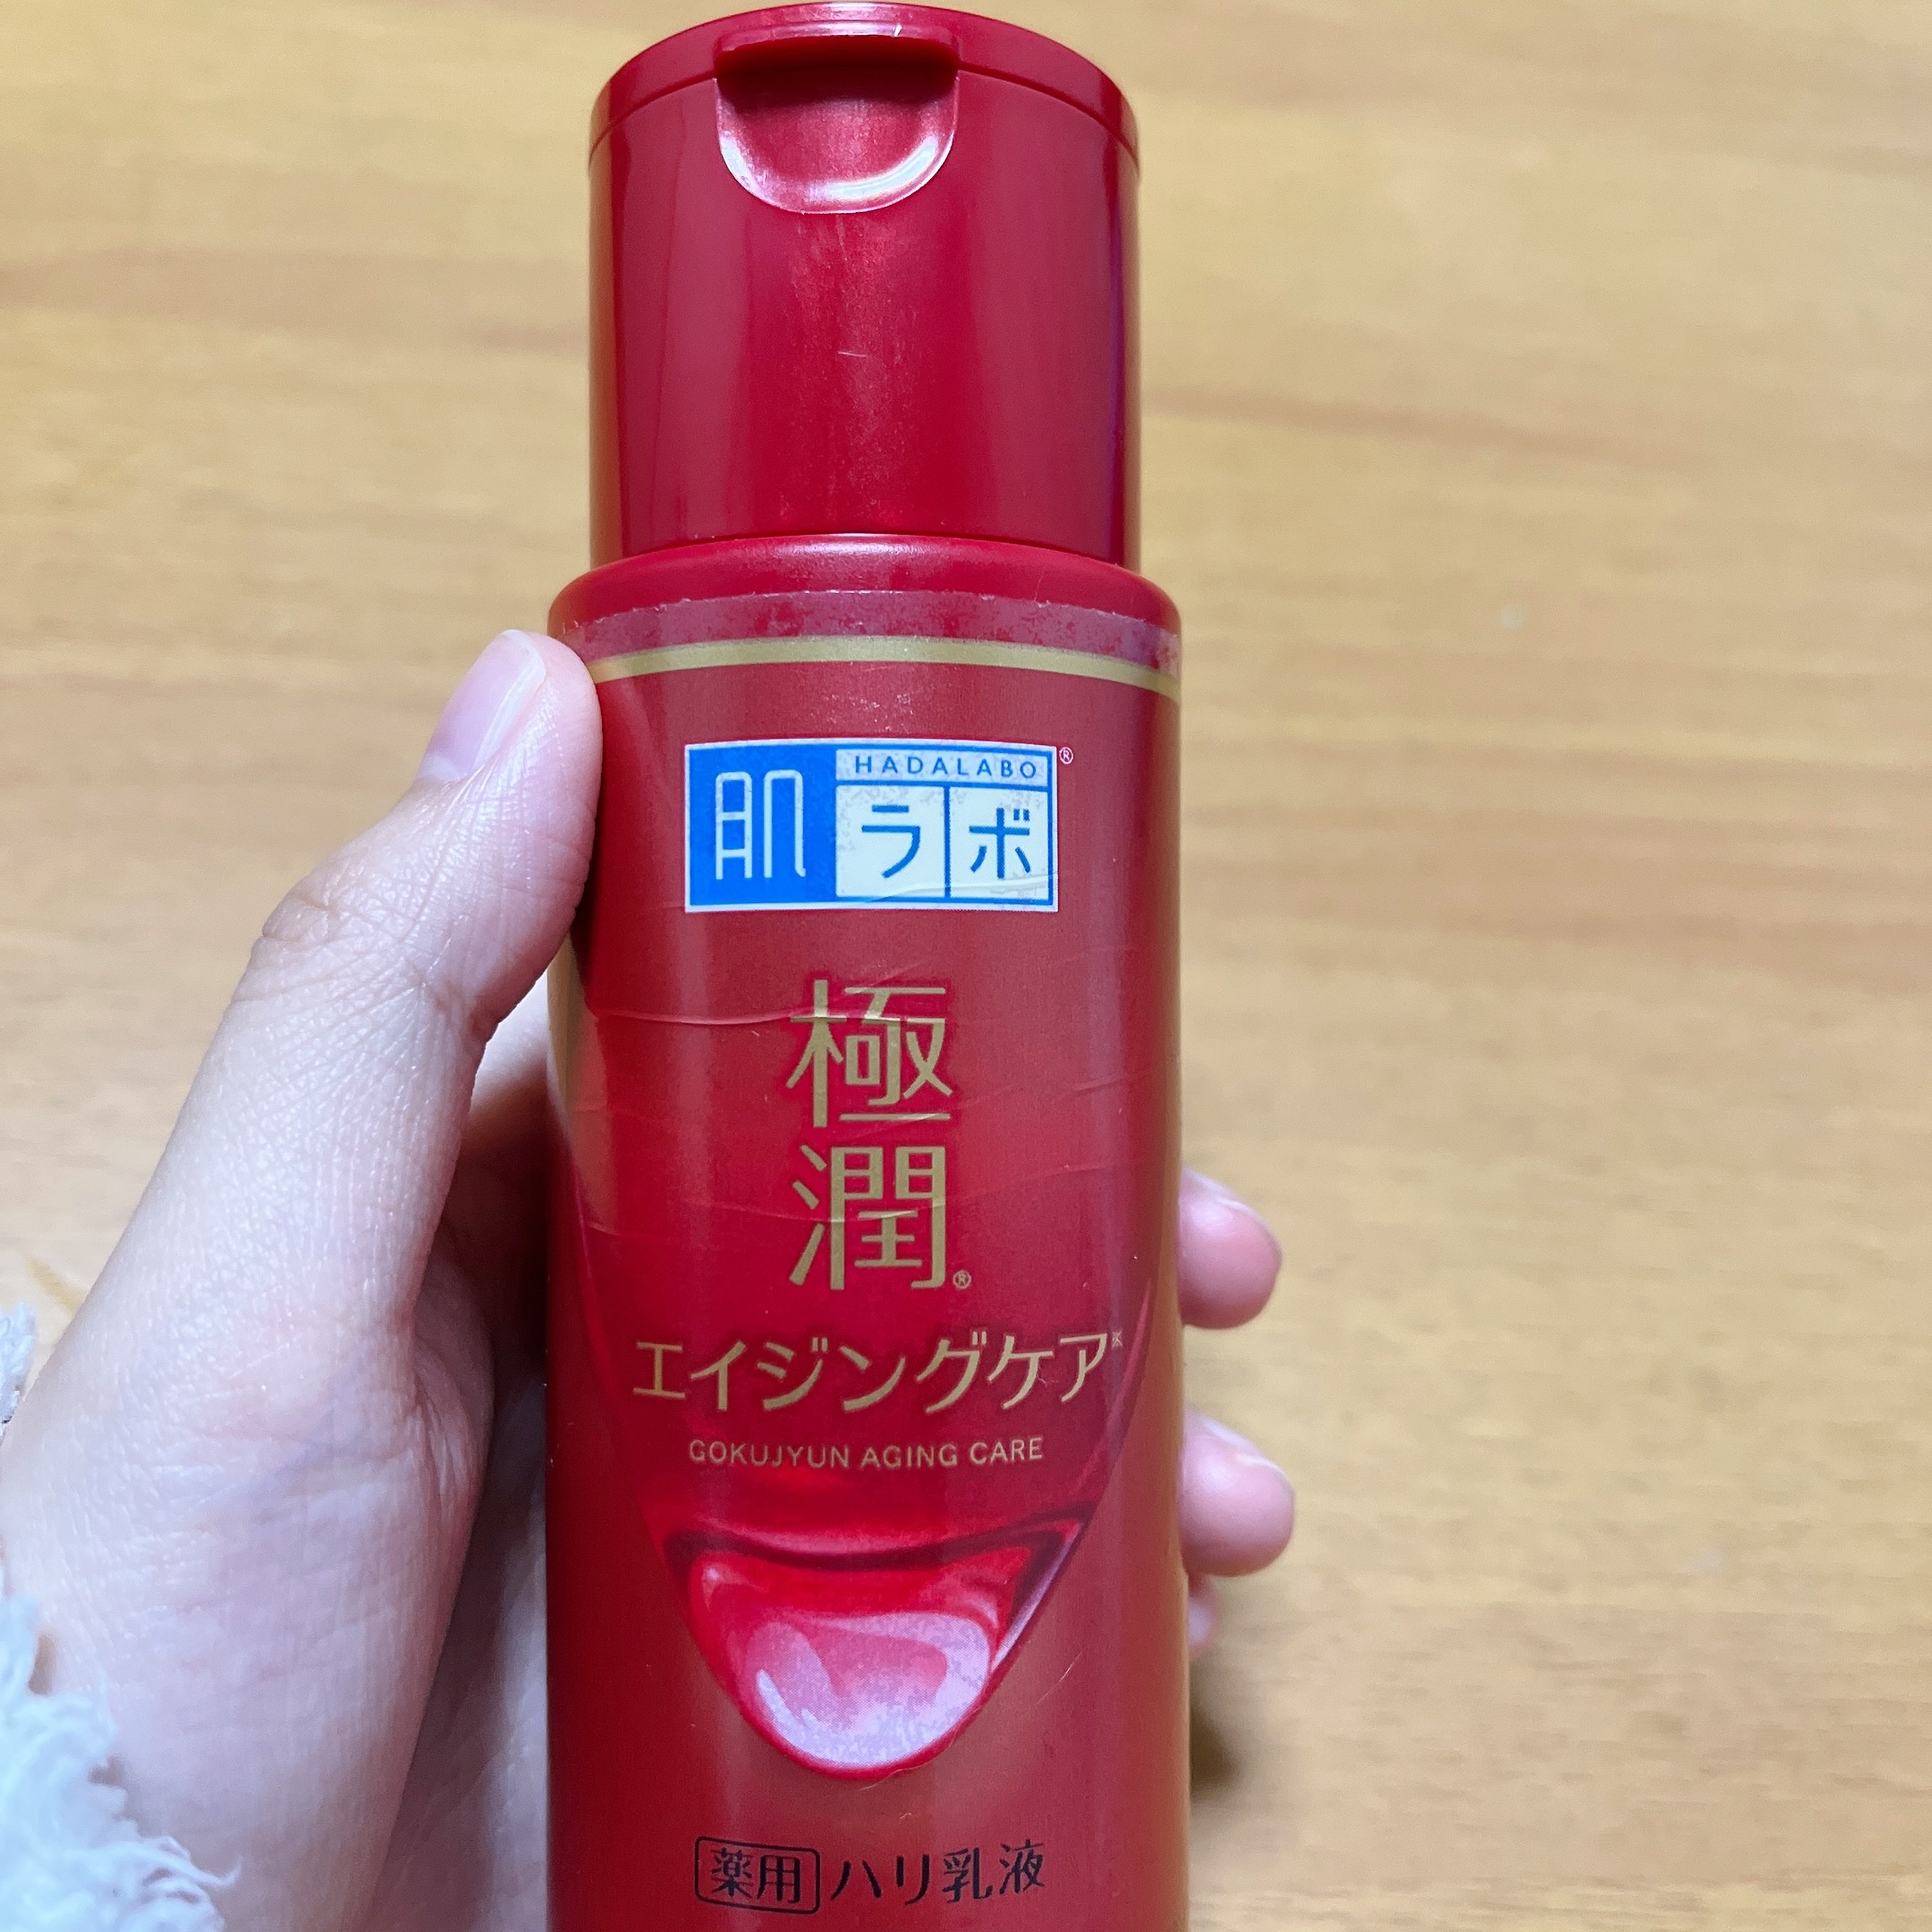 HADALABO®
肌ラボ
極
潤®
エイジングケア※
GOKUJYUN AGING CARE
薬用 ハリ乳液